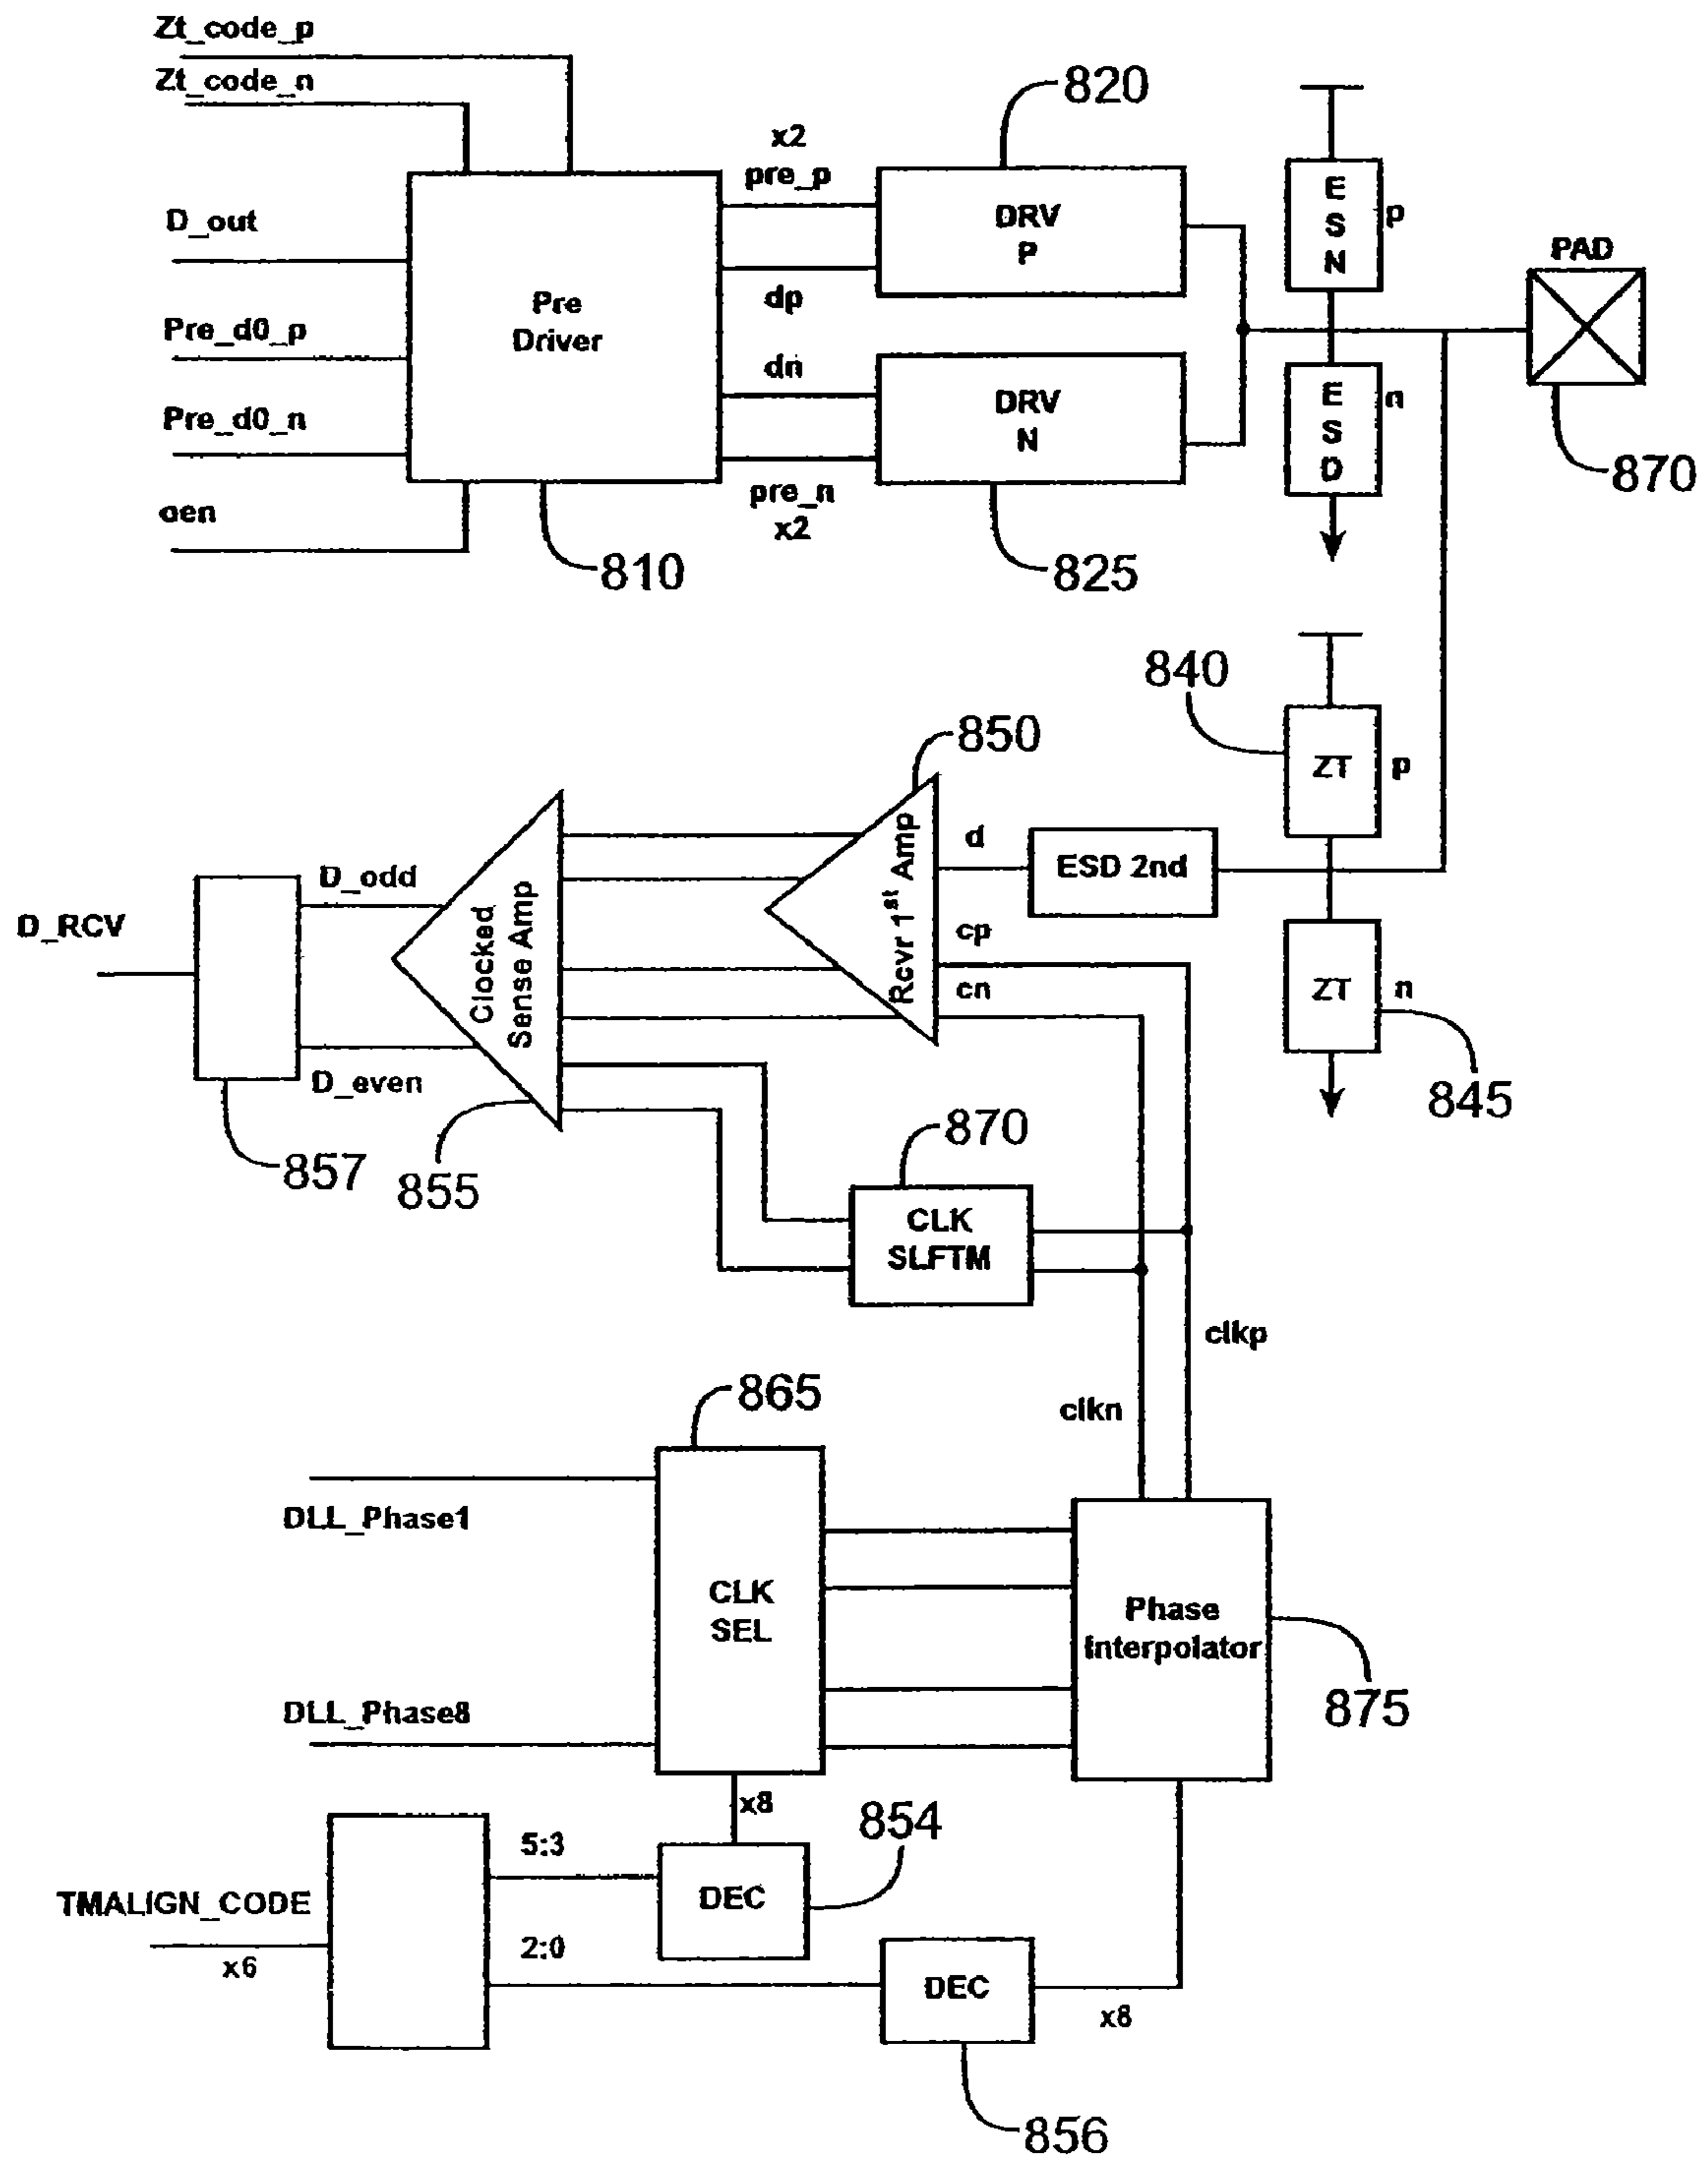 Zt_code_p
Zt_code_n
820
x2
pre_p
DRV
P
E
S
N
p
PAD
D_out
Pre
Driver
dp
Pre_d0_p
dn
DRV
N
E
S
D
n
Pre_d0_n
870
pre_n
x2
oen
810
825
840
850
ZT
p
Rcvr 1st Amp
d
ESD 2nd
D_odd
Clocked
Sense Amp
D_RCV
cp
cn
ZT
n
D_even
845
857
855
870
CLK
SLFTM
clkp
865
clkn
DLL_Phase1
CLK
SEL
Phase
Interpolator
DLL_Phase8
875
x8
854
5:3
DEC
TMALIGN_CODE
x6
2:0
DEC
x8
856